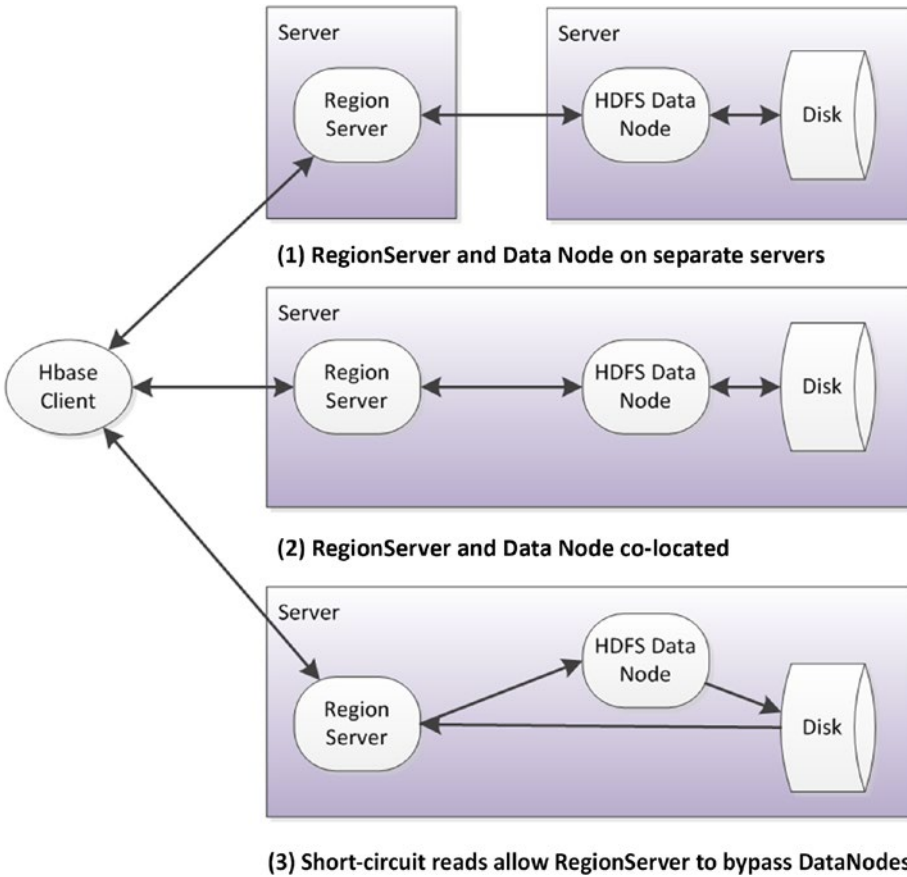 Server
Region
Server
Server
HDFS Data
Node
Disk
(1) RegionServer and Data Node on separate servers
Hbase
Client
Server
Region
Server
HDFS Data
Node
Disk
(2) RegionServer and Data Node co-located
Server
Region
Server
HDFS Data
Node
Disk
(3) Short-circuit reads allow RegionServer to bypass DataNodes